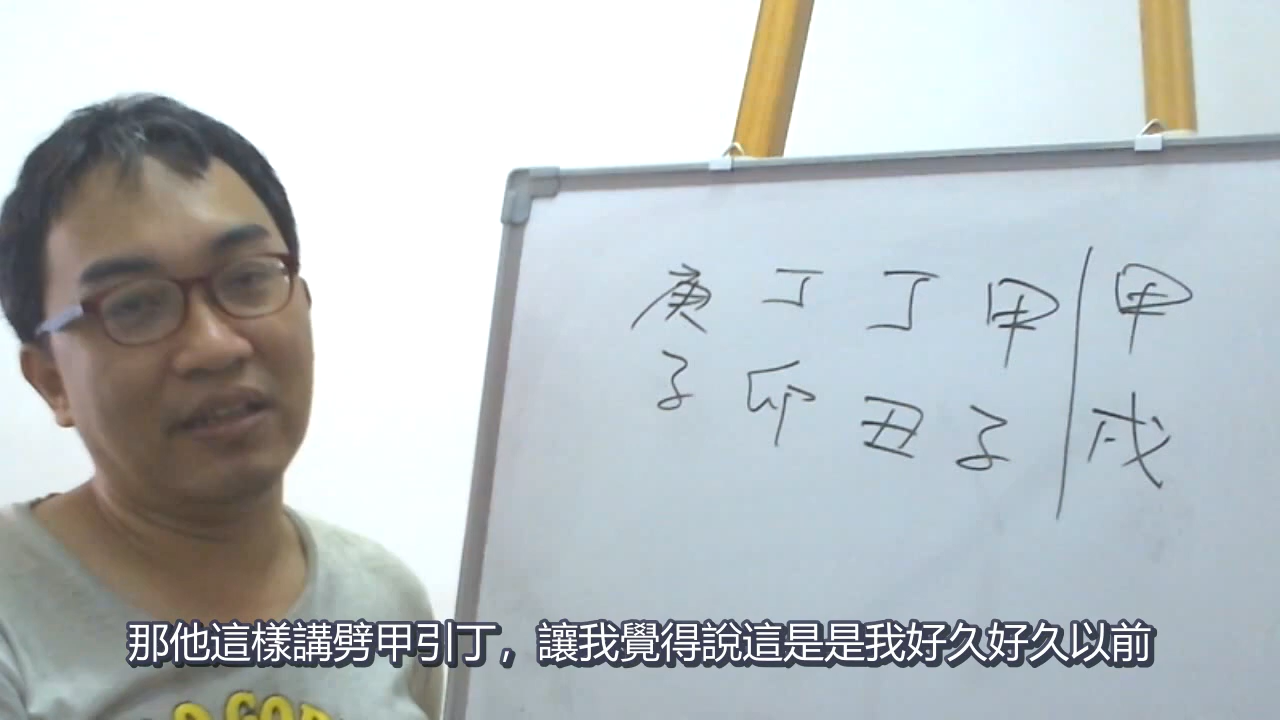 庚 丁 丁 甲 甲
子 卯 丑 子 戌
那他這樣講劈甲引丁，讓我覺得說這是是我好久好久以前